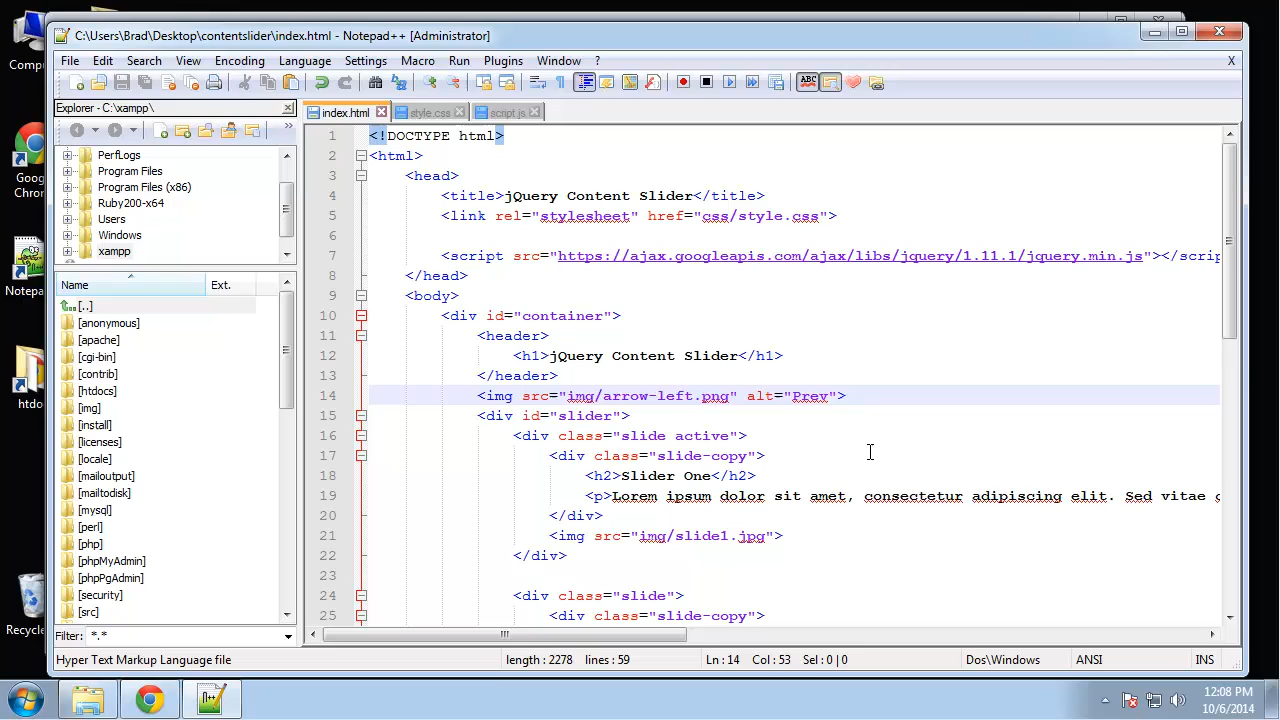 Compu
Google
Chro
Notepa
htdo
Recycle
C:\Users\Brad\Desktop\contentslider\index.html - Notepad++ [Administrator]
File Edit Search View Encoding Language Settings Macro Run Plugins Window ? X
ABC
Explorer - C:\xampp\
PerfLogs
Program Files
Program Files (x86)
Ruby200-x64
Users
Windows
xampp
Name Ext.
[..]
[anonymous]
[apache]
[cgi-bin]
[contrib]
[htdocs]
[img]
[install]
[licenses]
[locale]
[mailoutput]
[mailtodisk]
[mysql]
[perl]
[php]
[phpMyAdmin]
[phpPgAdmin]
[security]
[src]
Filter: *.*
index.html style.css script.js
1 <!DOCTYPE html>
2 <html>
3 <head>
4 <title>jQuery Content Slider</title>
5 <link rel="stylesheet" href="css/style.css">
6
7 <script src="https://ajax.googleapis.com/ajax/libs/jquery/1.11.1/jquery.min.js"></scrip
8 </head>
9 <body>
10 <div id="container">
11 <header>
12 <h1>jQuery Content Slider</h1>
13 </header>
14 <img src="img/arrow-left.png" alt="Prev">
15 <div id="slider">
16 <div class="slide active">
17 <div class="slide-copy">
18 <h2>Slider One</h2>
19 <p>Lorem ipsum dolor sit amet, consectetur adipiscing elit. Sed vitae
20 </div>
21 <img src="img/slide1.jpg">
22 </div>
23
24 <div class="slide">
25 <div class="slide-copy">
Hyper Text Markup Language file length : 2278 lines : 59 Ln : 14 Col : 53 Sel : 0 | 0 Dos\Windows ANSI INS
12:08 PM
10/6/2014